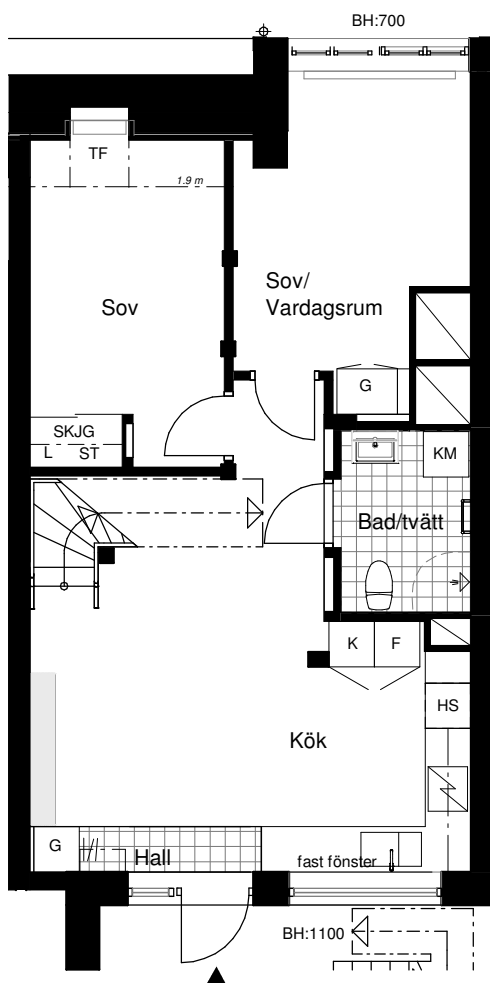 BH:700
TF
1.9 m
Sov/
Vardagsrum
Sov
G
SKJG
L ST
KM
Bad/tvätt
K F
HS
Kök
G
Hall
fast fönster
BH:1100